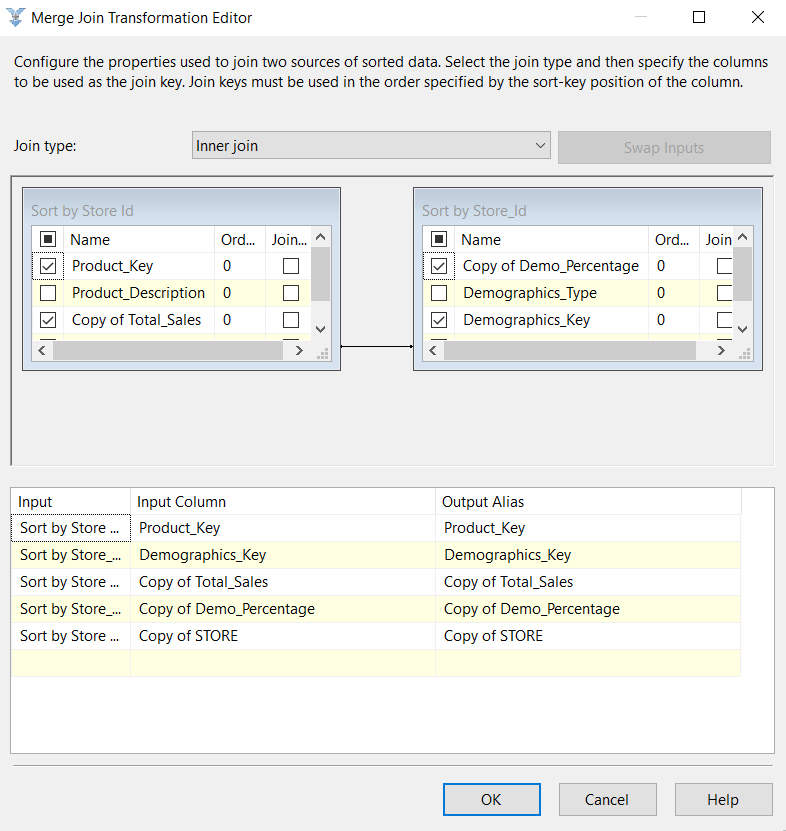 Merge Join Transformation Editor
Configure the properties used to join two sources of sorted data. Select the join type and then specify the columns
to be used as the join key. Join keys must be used in the order specified by the sort-key position of the column.
Join type: Inner join Swap Inputs
Sort by Store Id
Name Ord... Join...
Product_Key 0
Product_Description 0
Copy of Total_Sales 0
Sort by Store_Id
Name Ord... Join
Copy of Demo_Percentage 0
Demographics_Type 0
Demographics_Key 0
Input Input Column Output Alias
Sort by Store ... Product_Key Product_Key
Sort by Store_... Demographics_Key Demographics_Key
Sort by Store ... Copy of Total_Sales Copy of Total_Sales
Sort by Store_... Copy of Demo_Percentage Copy of Demo_Percentage
Sort by Store ... Copy of STORE Copy of STORE
OK Cancel Help